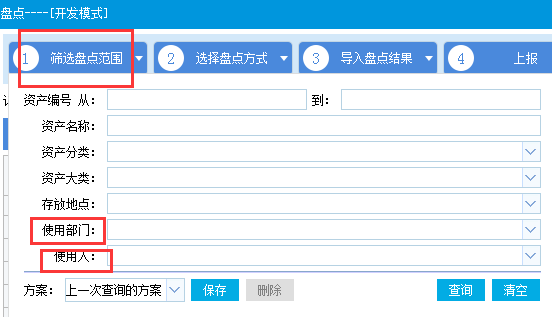 盘点----[开发模式]
1 筛选盘点范围 2 选择盘点方式 3 导入盘点结果 4 上报
资产编号 从: 到:
资产名称:
资产分类:
资产大类:
存放地点:
使用部门:
使用人:
方案: 上一次查询的方案 保存 删除 查询 清空